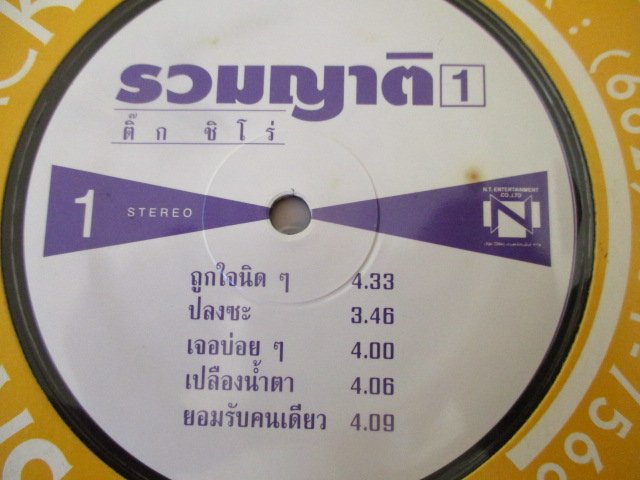 รวมญาติ 1
ติ๊ก ชิโร่
1 STEREO
N.T. ENTERTAINMENT
CO.,LTD
N
ถูกใจนิด ๆ 4.33
ปลงซะ 3.46
เจอบ่อย ๆ 4.00
เปลืองน้ำตา 4.06
ยอมรับคนเดียว 4.09